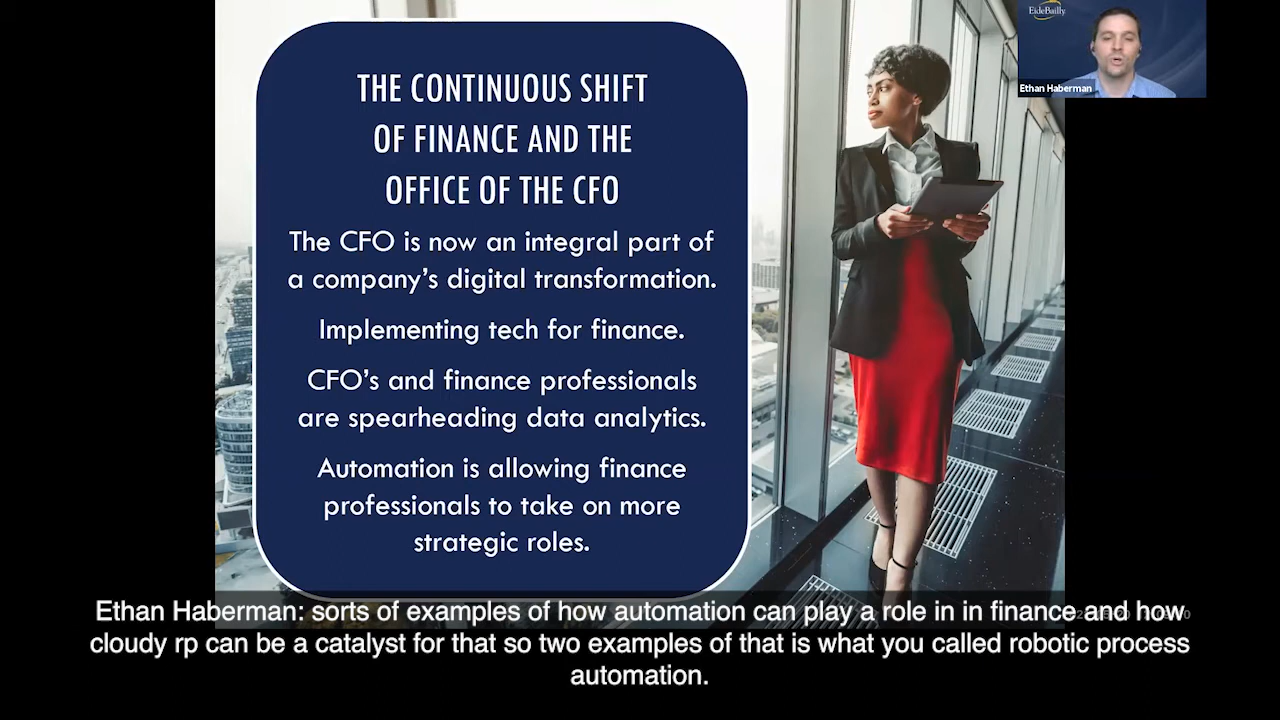 EideBailly
Ethan Haberman
THE CONTINUOUS SHIFT
OF FINANCE AND THE
OFFICE OF THE CFO
The CFO is now an integral part of
a company's digital transformation.
Implementing tech for finance.
CFO's and finance professionals
are spearheading data analytics.
Automation is allowing finance
professionals to take on more
strategic roles.
Ethan Haberman: sorts of examples of how automation can play a role in in finance and how
cloudy rp can be a catalyst for that so two examples of that is what you called robotic process
automation.